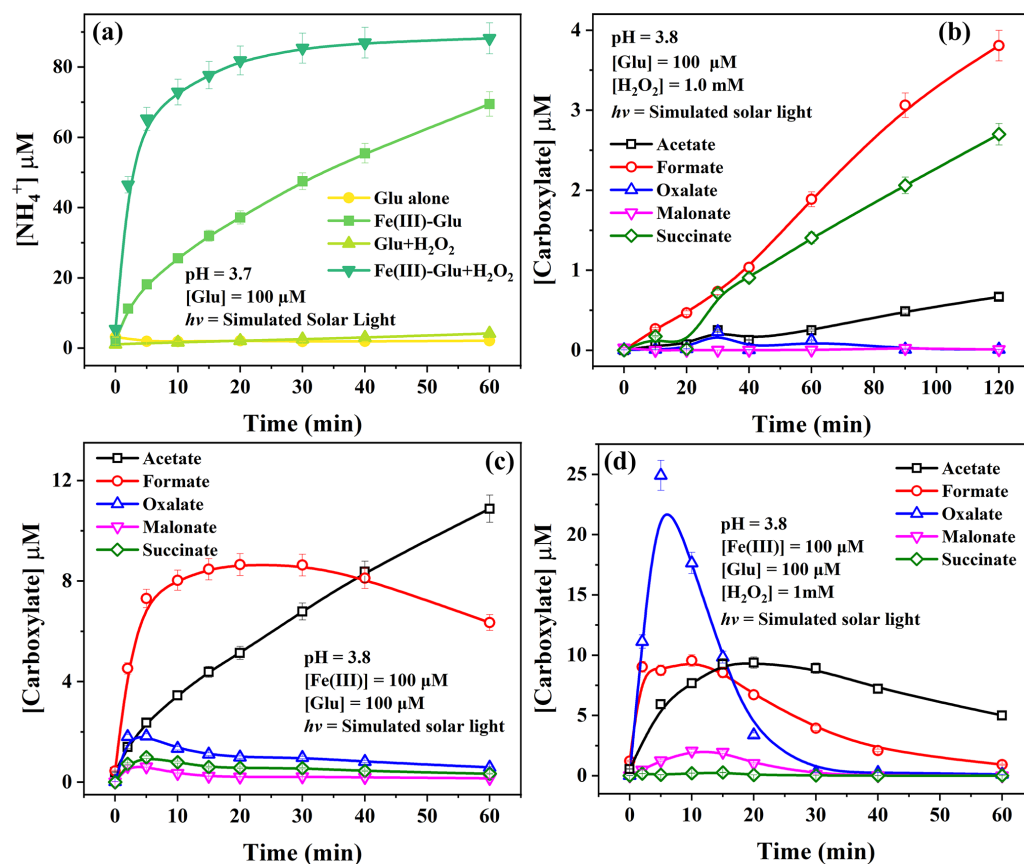 (a)
[NH₄⁺] μM
80
60
40
20
0
Glu alone
Fe(III)-Glu
Glu+H₂O₂
Fe(III)-Glu+H₂O₂
pH = 3.7
[Glu] = 100 μM
hν = Simulated Solar Light
0 10 20 30 40 50 60
Time (min)
(b)
[Carboxylate] μM
4
3
2
1
0
pH = 3.8
[Glu] = 100 μM
[H₂O₂] = 1.0 mM
hν = Simulated solar light
Acetate
Formate
Oxalate
Malonate
Succinate
0 20 40 60 80 100 120
Time (min)
(c)
[Carboxylate] μM
12
8
4
0
Acetate
Formate
Oxalate
Malonate
Succinate
pH = 3.8
[Fe(III)] = 100 μM
[Glu] = 100 μM
hν = Simulated solar light
0 10 20 30 40 50 60
Time (min)
(d)
[Carboxylate] μM
25
20
15
10
5
0
Acetate
Formate
Oxalate
Malonate
Succinate
pH = 3.8
[Fe(III)] = 100 μM
[Glu] = 100 μM
[H₂O₂] = 1mM
hν = Simulated solar light
0 10 20 30 40 50 60
Time (min)